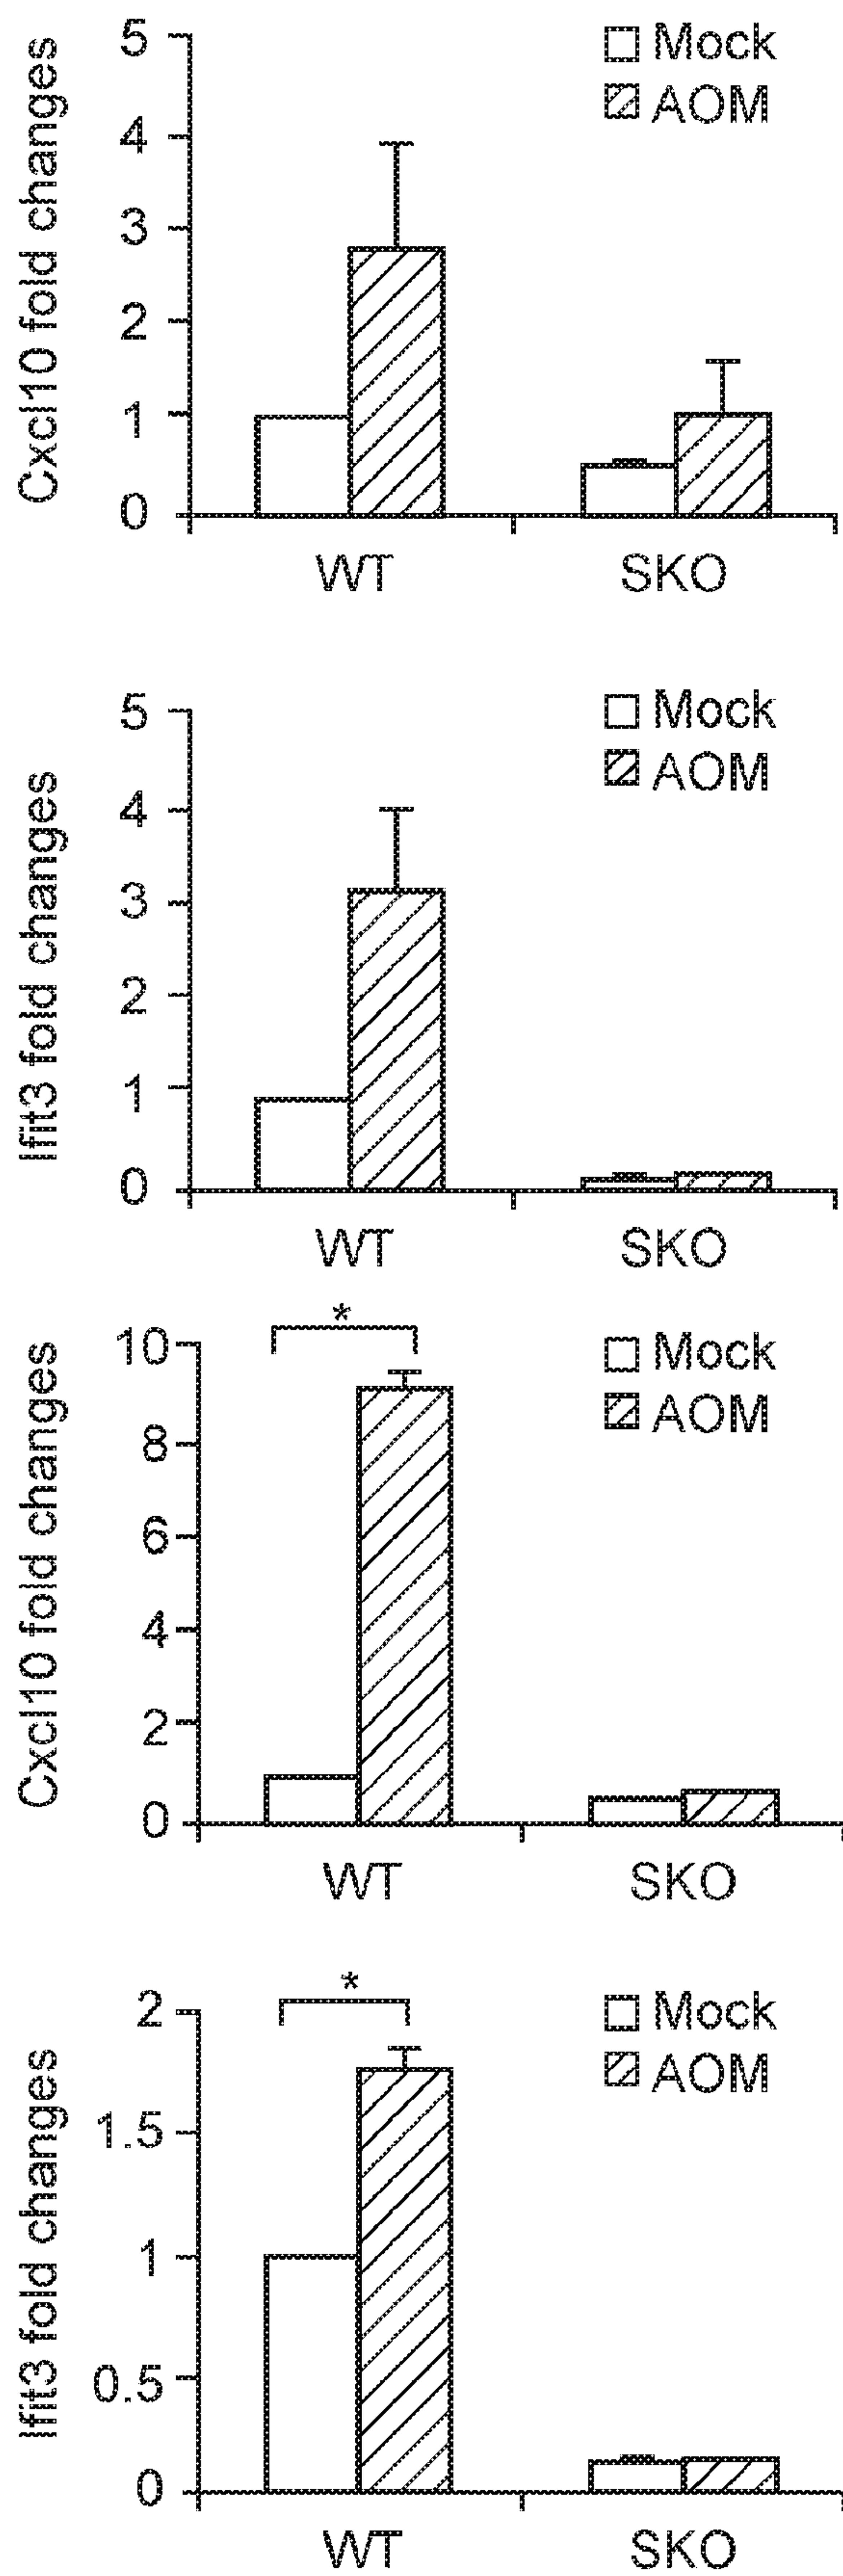 Cxcl10 fold changes
5
4
3
2
1
0
Mock
AOM
WT
SKO
Ifit3 fold changes
5
4
3
2
1
0
Mock
AOM
WT
SKO
Cxcl10 fold changes
10
8
6
4
2
0
*
Mock
AOM
WT
SKO
Ifit3 fold changes
2
1.5
1
0.5
0
*
Mock
AOM
WT
SKO